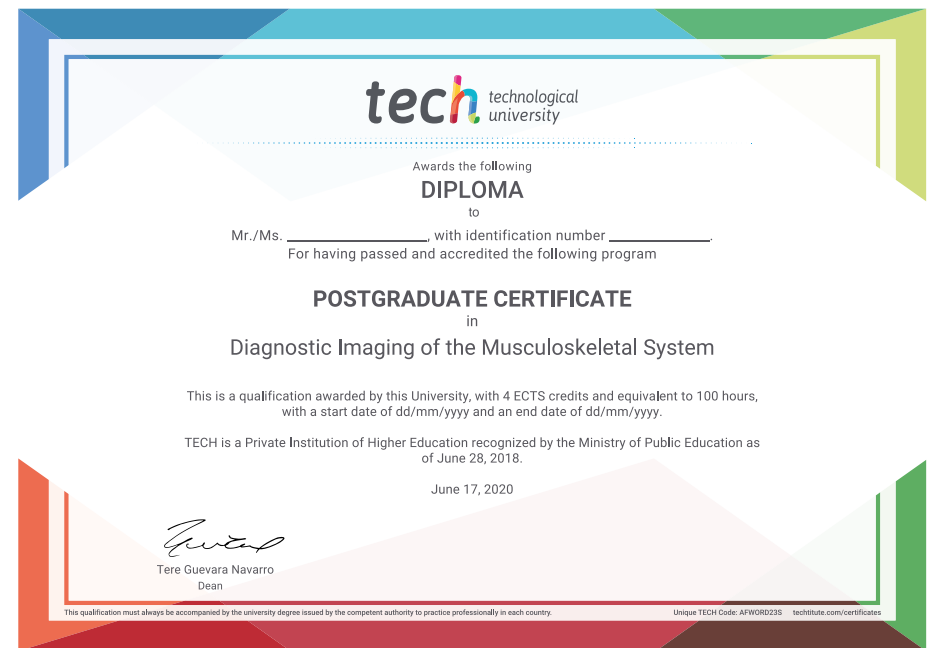 tech technological
university
Awards the following
DIPLOMA
to
Mr./Ms. ____________________, with identification number ______________.
For having passed and accredited the following program
POSTGRADUATE CERTIFICATE
in
Diagnostic Imaging of the Musculoskeletal System
This is a qualification awarded by this University, with 4 ECTS credits and equivalent to 100 hours,
with a start date of dd/mm/yyyy and an end date of dd/mm/yyyy.
TECH is a Private Institution of Higher Education recognized by the Ministry of Public Education as
of June 28, 2018.
June 17, 2020
Tere Guevara Navarro
Dean
This qualification must always be accompanied by the university degree issued by the competent authority to practice professionally in each country. Unique TECH Code: AFWORD23S techtitute.com/certificates